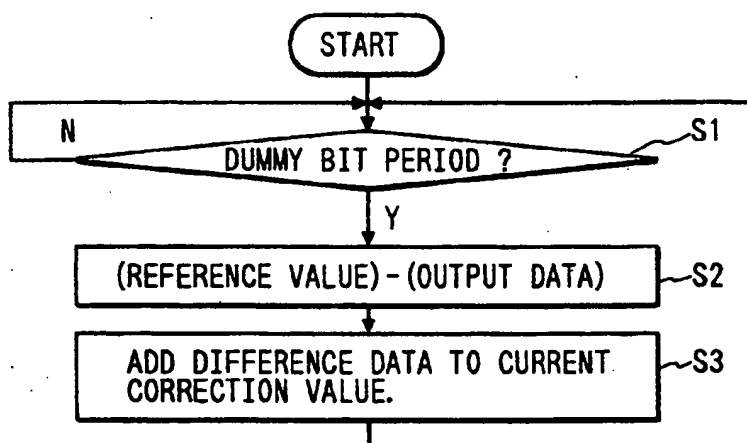 START
N
DUMMY BIT PERIOD ?
S1
Y
(REFERENCE VALUE)-(OUTPUT DATA)
S2
ADD DIFFERENCE DATA TO CURRENT
CORRECTION VALUE.
S3